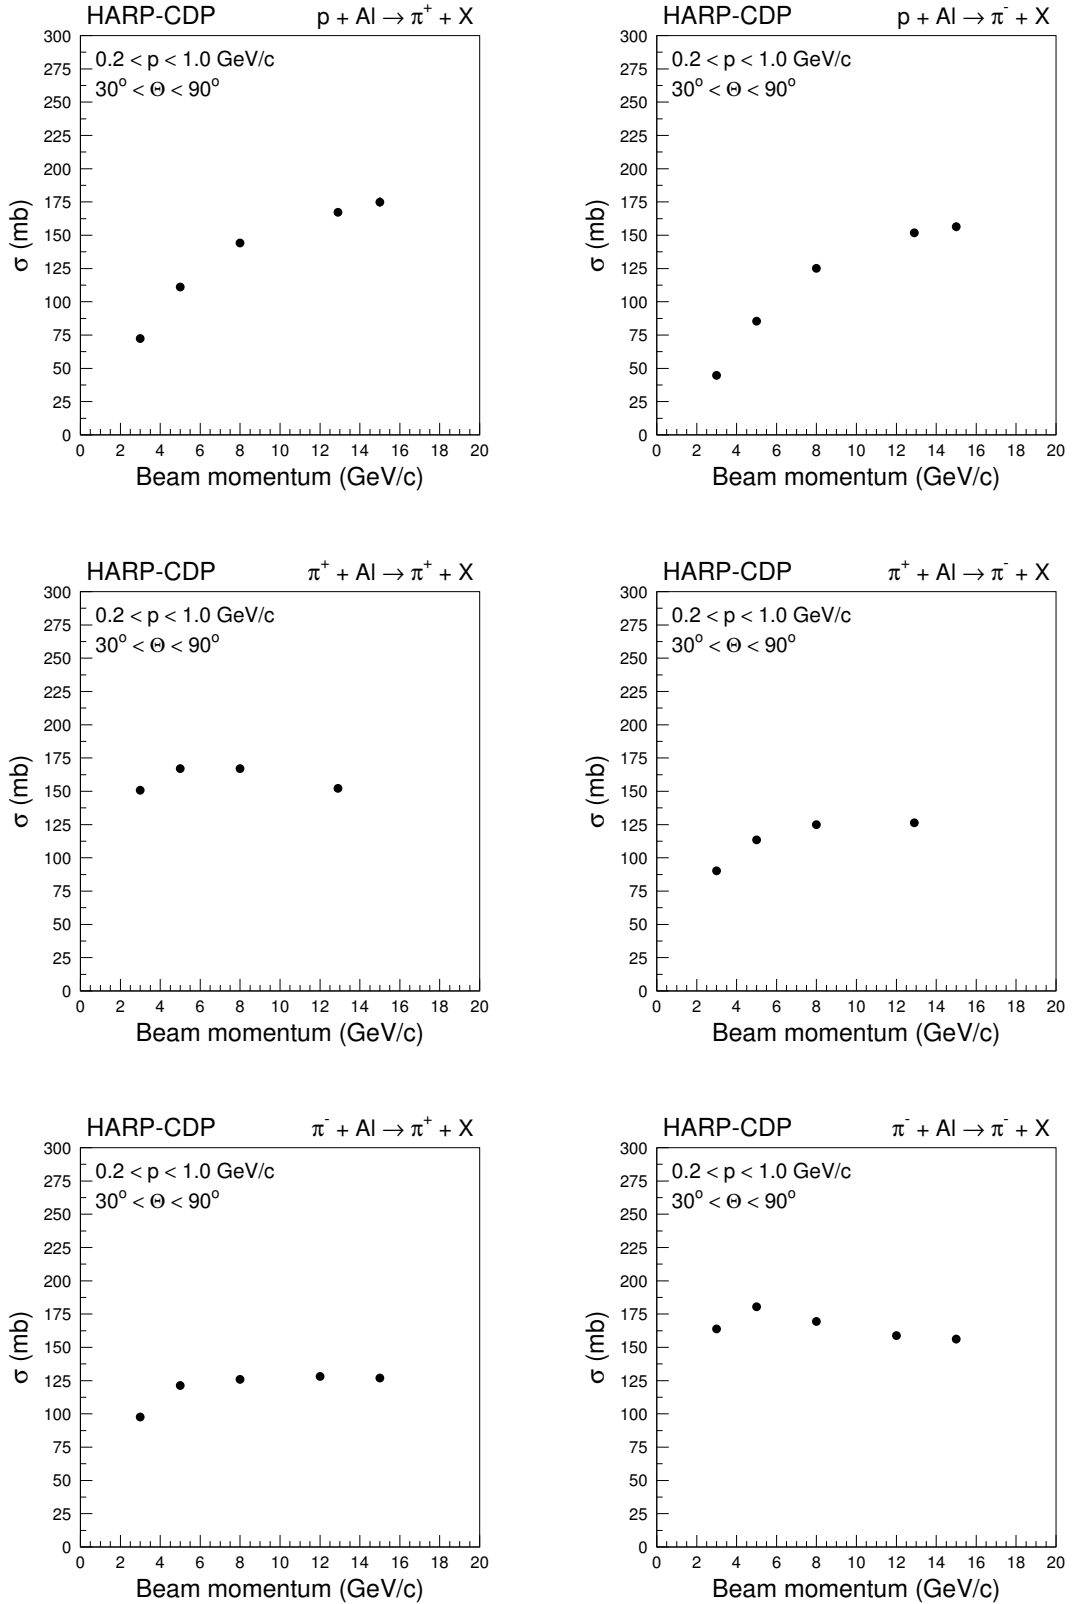 HARP-CDP p + Al → π⁺ + X
0.2 < p < 1.0 GeV/c
30° < Θ < 90°
300
275
250
225
200
175
150
125
100
75
50
25
0
σ (mb)
0 2 4 6 8 10 12 14 16 18 20
Beam momentum (GeV/c)
HARP-CDP p + Al → π⁻ + X
0.2 < p < 1.0 GeV/c
30° < Θ < 90°
300
275
250
225
200
175
150
125
100
75
50
25
0
σ (mb)
0 2 4 6 8 10 12 14 16 18 20
Beam momentum (GeV/c)
HARP-CDP π⁺ + Al → π⁺ + X
0.2 < p < 1.0 GeV/c
30° < Θ < 90°
300
275
250
225
200
175
150
125
100
75
50
25
0
σ (mb)
0 2 4 6 8 10 12 14 16 18 20
Beam momentum (GeV/c)
HARP-CDP π⁺ + Al → π⁻ + X
0.2 < p < 1.0 GeV/c
30° < Θ < 90°
300
275
250
225
200
175
150
125
100
75
50
25
0
σ (mb)
0 2 4 6 8 10 12 14 16 18 20
Beam momentum (GeV/c)
HARP-CDP π⁻ + Al → π⁺ + X
0.2 < p < 1.0 GeV/c
30° < Θ < 90°
300
275
250
225
200
175
150
125
100
75
50
25
0
σ (mb)
0 2 4 6 8 10 12 14 16 18 20
Beam momentum (GeV/c)
HARP-CDP π⁻ + Al → π⁻ + X
0.2 < p < 1.0 GeV/c
30° < Θ < 90°
300
275
250
225
200
175
150
125
100
75
50
25
0
σ (mb)
0 2 4 6 8 10 12 14 16 18 20
Beam momentum (GeV/c)